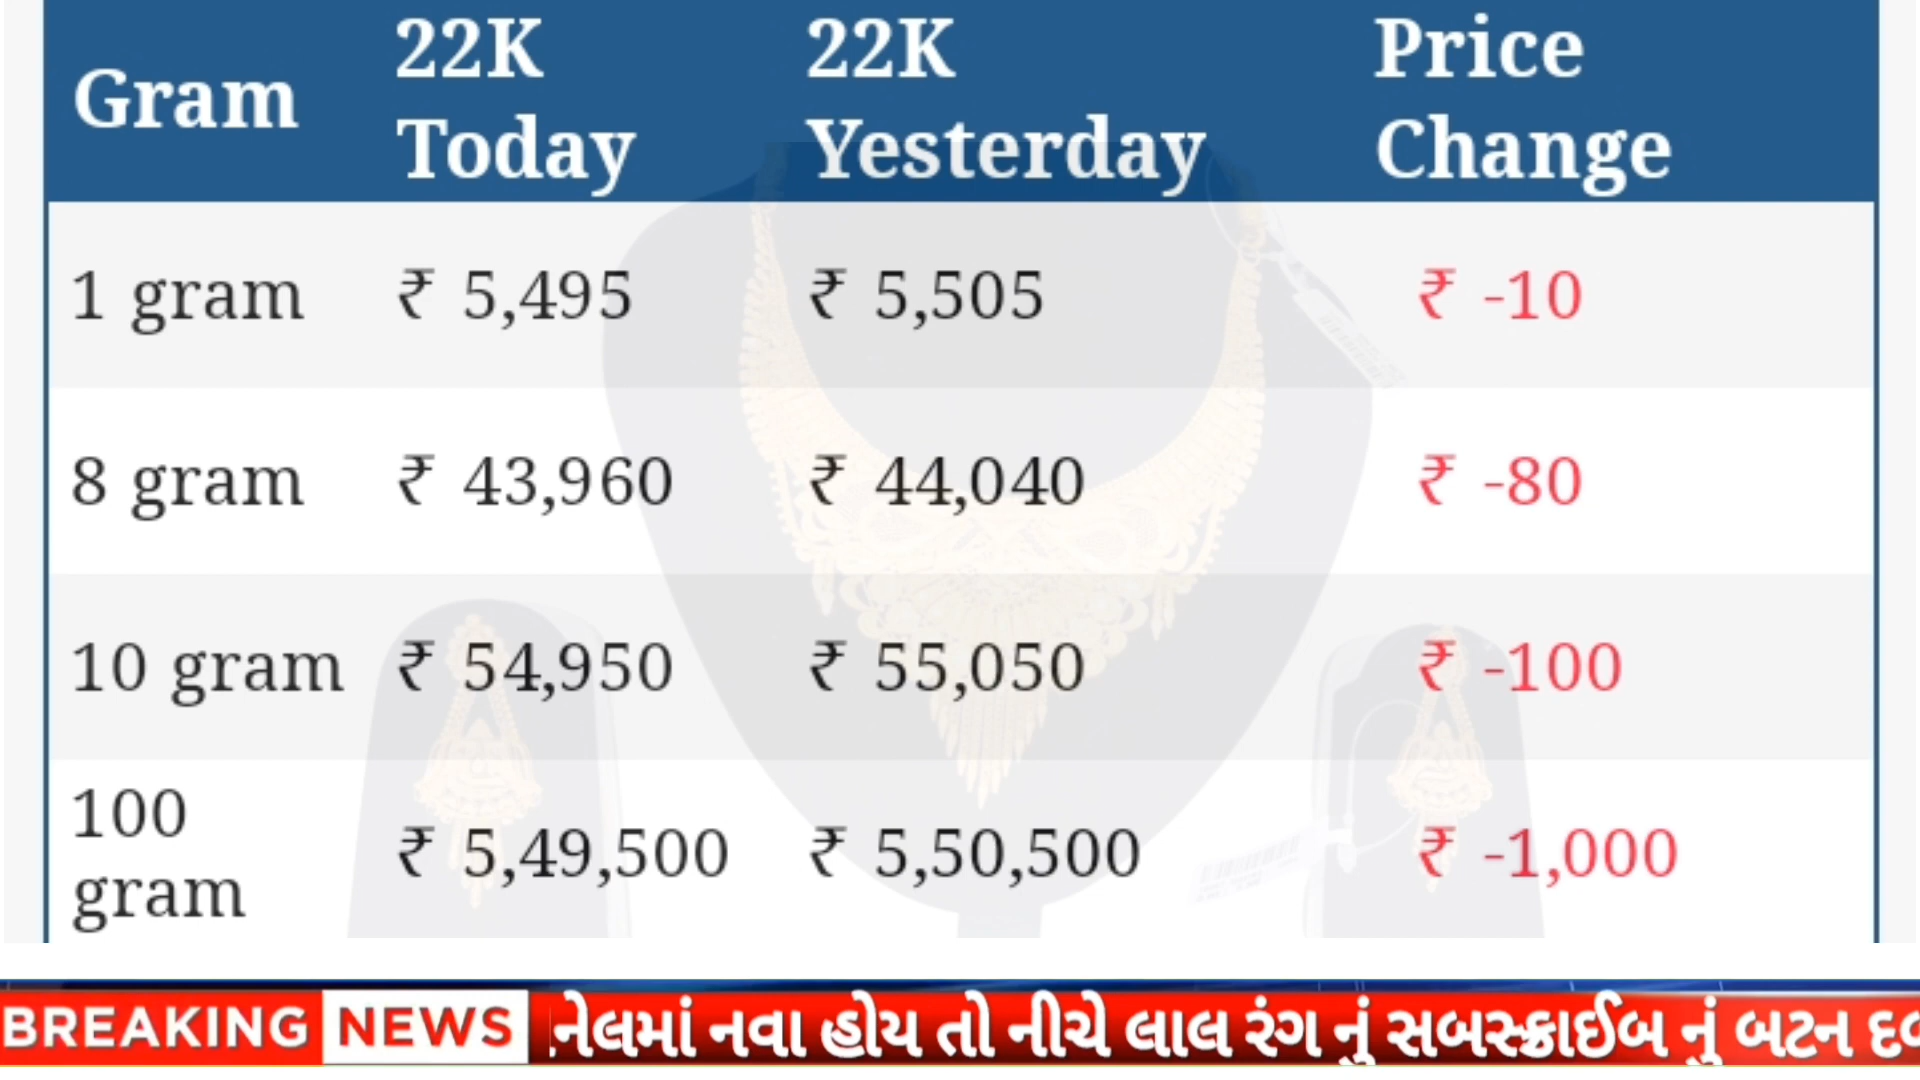 Gram 22K Today 22K Yesterday Price Change
1 gram ₹ 5,495 ₹ 5,505 ₹ -10
8 gram ₹ 43,960 ₹ 44,040 ₹ -80
10 gram ₹ 54,950 ₹ 55,050 ₹ -100
100 gram ₹ 5,49,500 ₹ 5,50,500 ₹ -1,000
BREAKING NEWS નેલમાં નવા હોય તો નીચે લાલ રંગ નું સબસ્ક્રાઈબ નું બટન